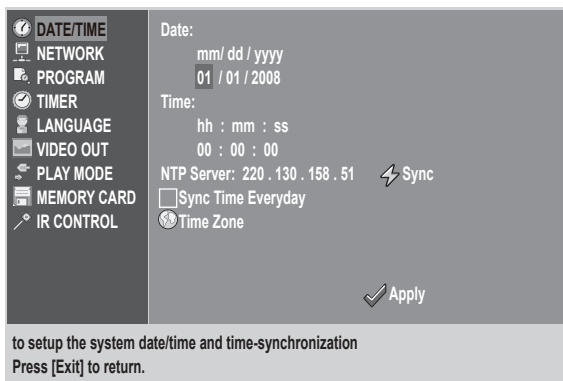 DATE/TIME
NETWORK
PROGRAM
TIMER
LANGUAGE
VIDEO OUT
PLAY MODE
MEMORY CARD
IR CONTROL
Date:
mm/ dd / yyyy
01 / 01 / 2008
Time:
hh : mm : ss
00 : 00 : 00
NTP Server: 220 . 130 . 158 . 51 Sync
Sync Time Everyday
Time Zone
Apply
to setup the system date/time and time-synchronization
Press [Exit] to return.